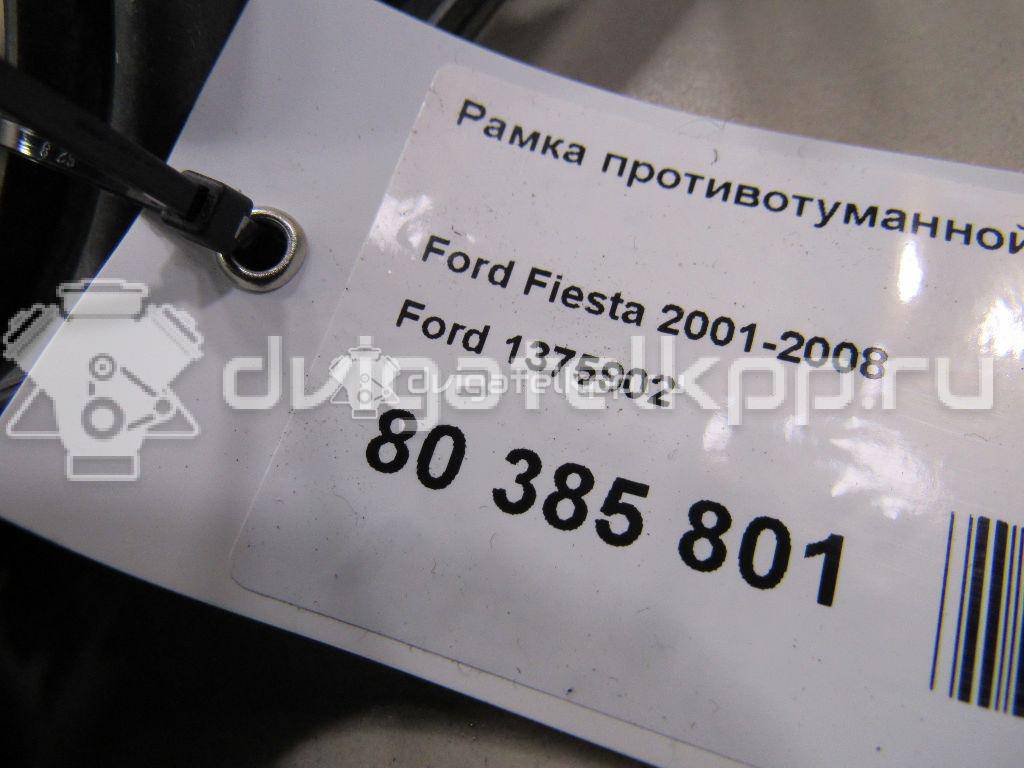 Рамка противотуманной
Ford Fiesta 2001-2008
Ford 1375902
80 385 801
dvigatelkpp.ru